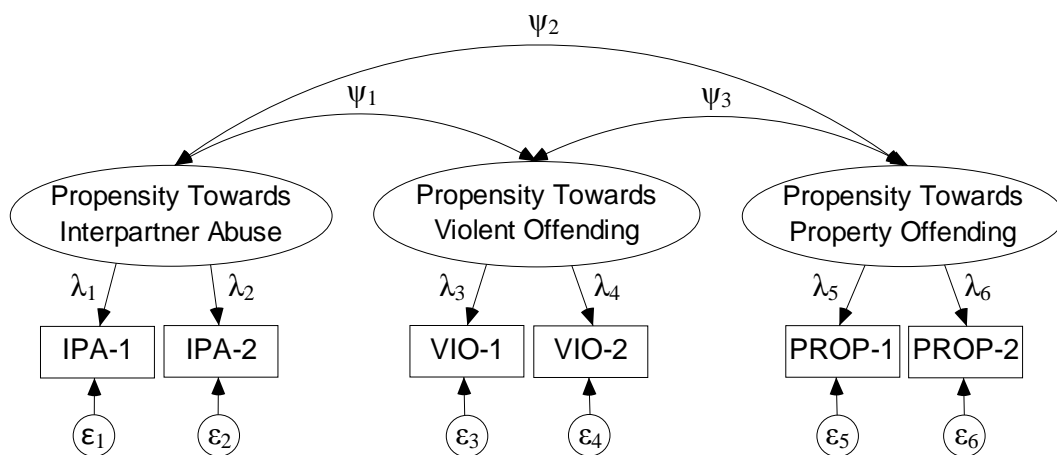 ψ2
ψ1 ψ3
Propensity Towards Propensity Towards Propensity Towards
Interpartner Abuse Violent Offending Property Offending
λ1 λ2 λ3 λ4 λ5 λ6
IPA-1 IPA-2 VIO-1 VIO-2 PROP-1 PROP-2
ε1 ε2 ε3 ε4 ε5 ε6